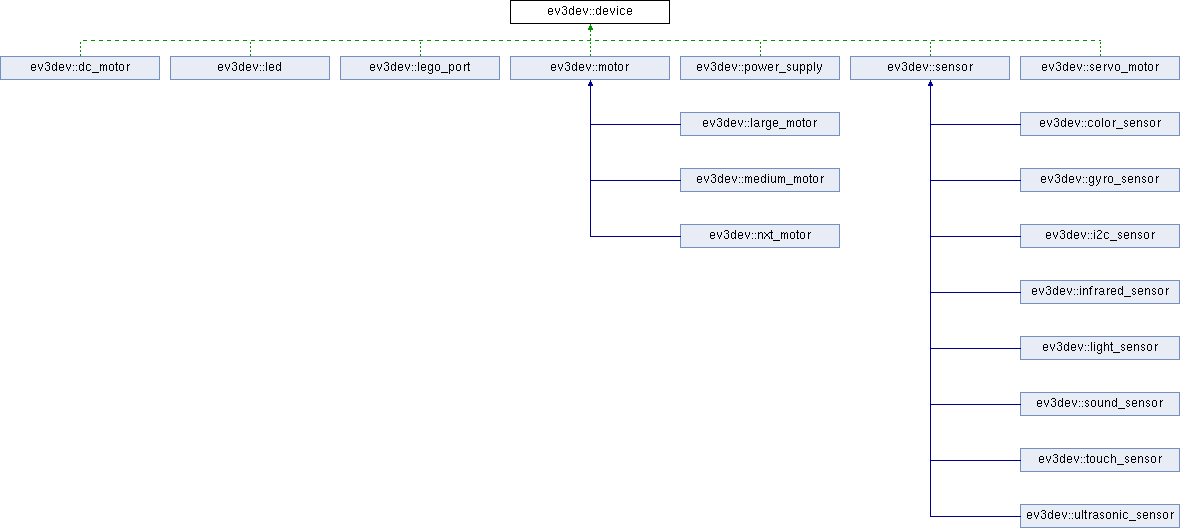 ev3dev::device
ev3dev::dc_motor
ev3dev::led
ev3dev::lego_port
ev3dev::motor
ev3dev::power_supply
ev3dev::sensor
ev3dev::servo_motor
ev3dev::large_motor
ev3dev::color_sensor
ev3dev::medium_motor
ev3dev::gyro_sensor
ev3dev::nxt_motor
ev3dev::i2c_sensor
ev3dev::infrared_sensor
ev3dev::light_sensor
ev3dev::sound_sensor
ev3dev::touch_sensor
ev3dev::ultrasonic_sensor